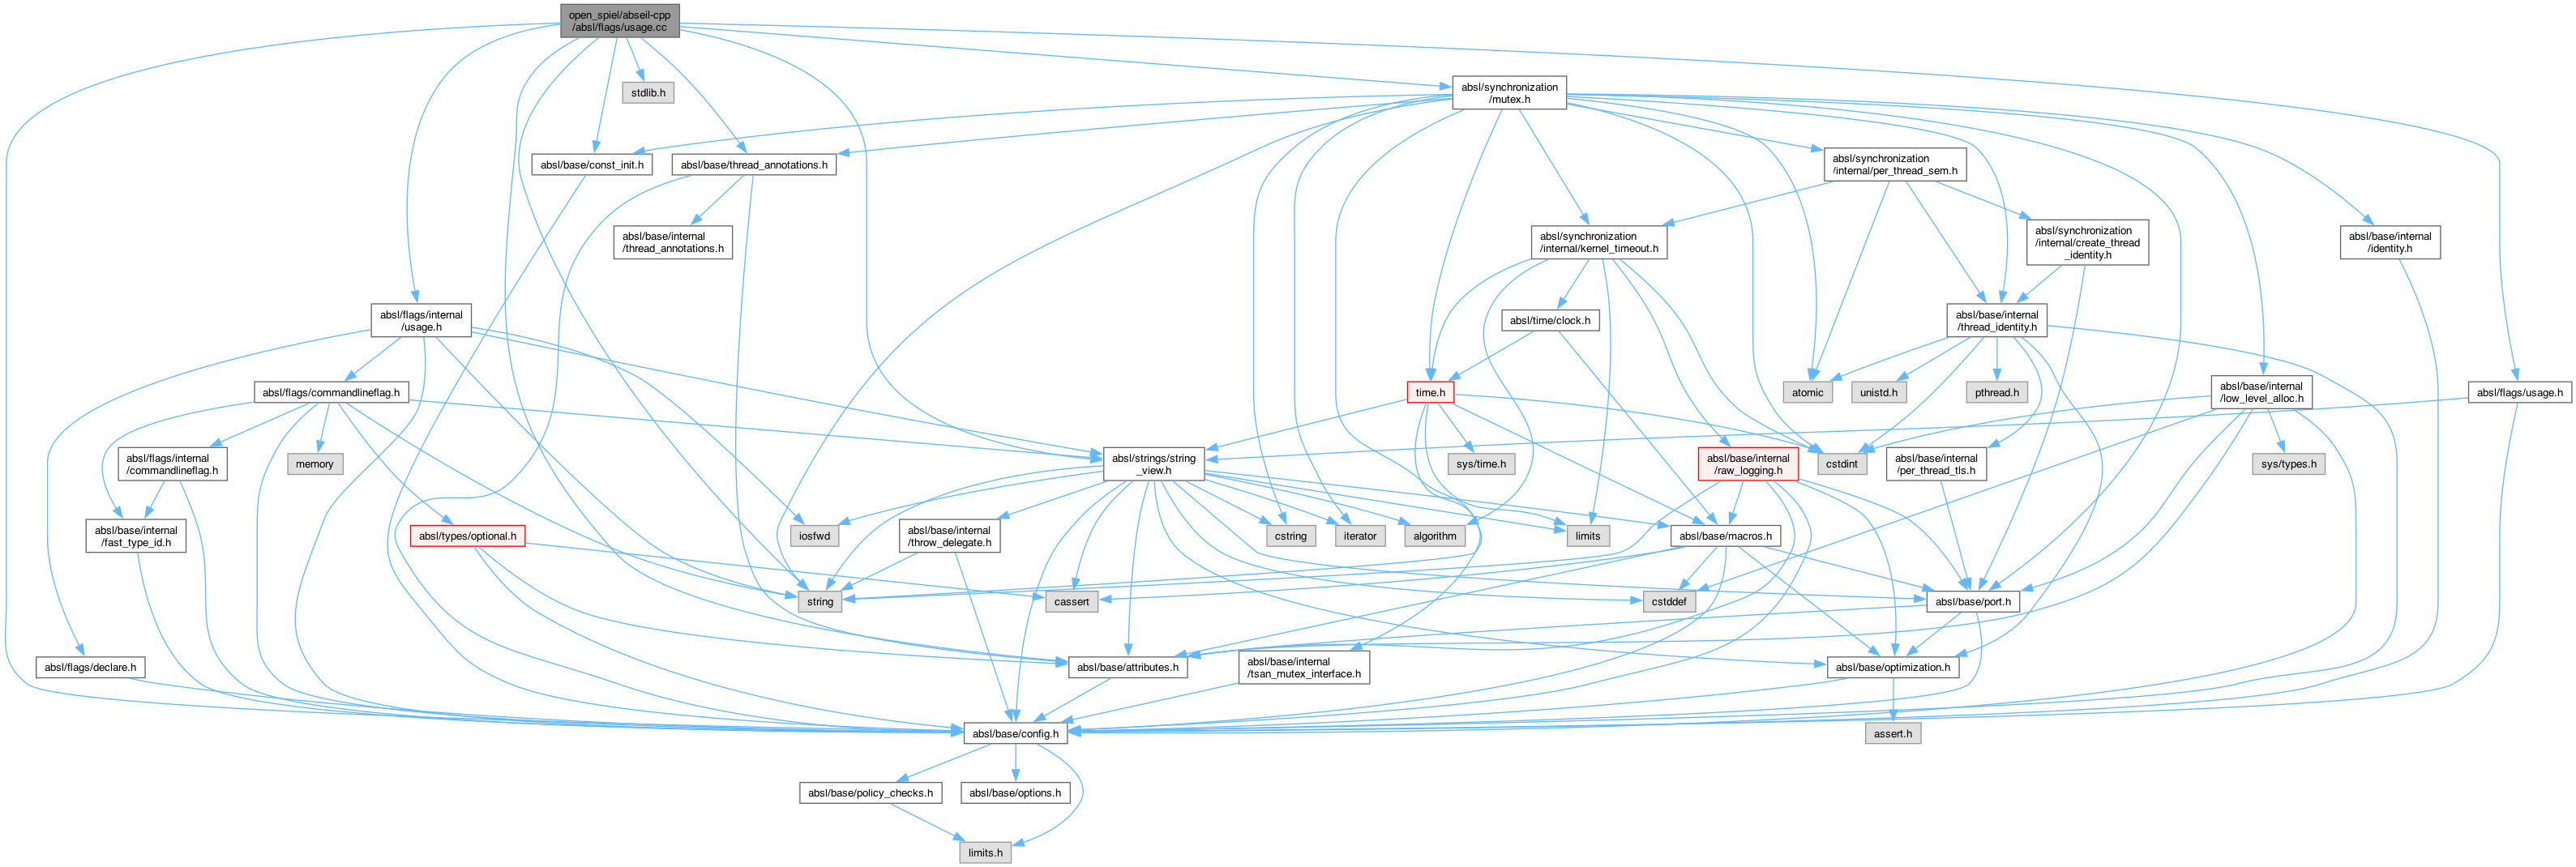 open_spiel/abseil-cpp
/absl/flags/usage.cc
stdlib.h
absl/synchronization
/mutex.h
absl/base/const_init.h
absl/base/thread_annotations.h
absl/synchronization
/internal/per_thread_sem.h
absl/base/internal
/thread_annotations.h
absl/synchronization
/internal/kernel_timeout.h
absl/synchronization
/internal/create_thread
_identity.h
absl/base/internal
/identity.h
absl/flags/internal
/usage.h
absl/time/clock.h
absl/base/internal
/thread_identity.h
absl/flags/commandlineflag.h
time.h
atomic
unistd.h
pthread.h
absl/base/internal
/low_level_alloc.h
absl/flags/usage.h
absl/flags/internal
/commandlineflag.h
memory
absl/strings/string
_view.h
sys/time.h
absl/base/internal
/raw_logging.h
cstdint
absl/base/internal
/per_thread_tls.h
sys/types.h
absl/base/internal
/fast_type_id.h
absl/types/optional.h
iosfwd
absl/base/internal
/throw_delegate.h
cstring
iterator
algorithm
limits
absl/base/macros.h
string
cassert
cstddef
absl/base/port.h
absl/flags/declare.h
absl/base/attributes.h
absl/base/internal
/tsan_mutex_interface.h
absl/base/optimization.h
absl/base/config.h
assert.h
absl/base/policy_checks.h
absl/base/options.h
limits.h